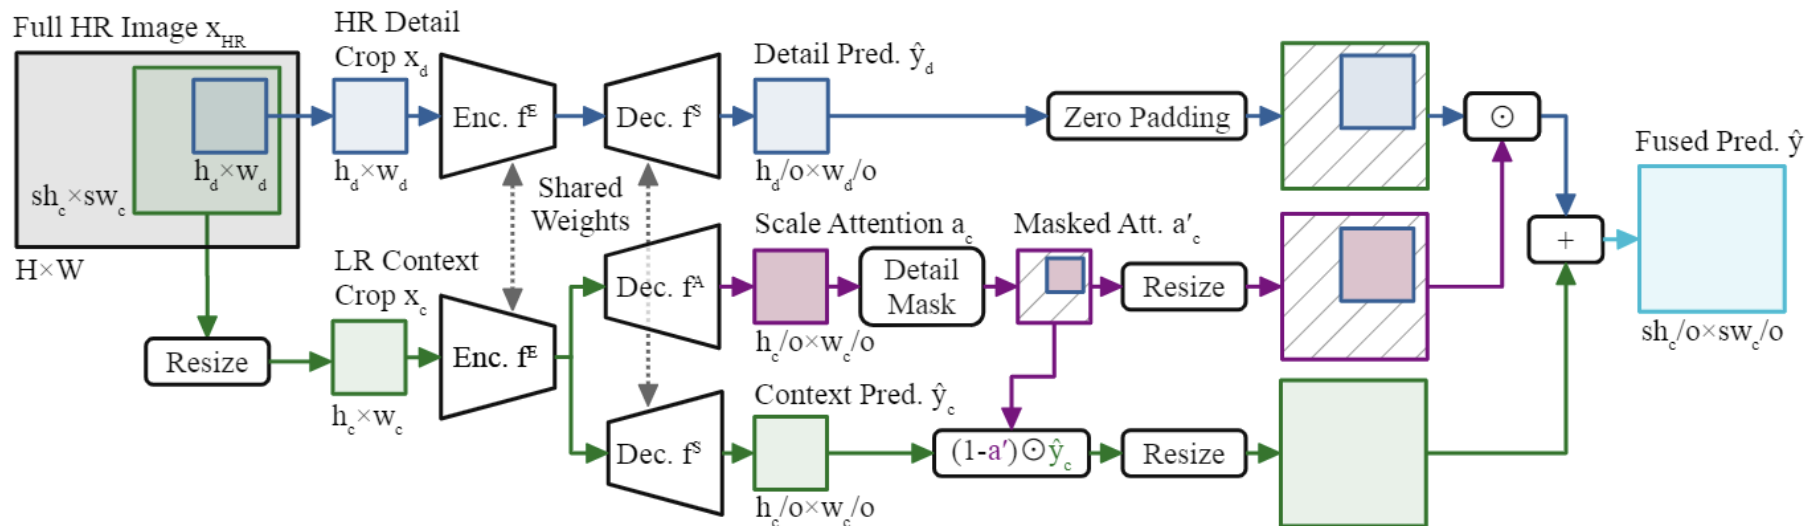 Full HR Image x_HR
h_d×w_d
sh_c×sw_c
H×W
Resize
HR Detail
Crop x_d
h_d×w_d
Enc. f^E
Dec. f^S
Detail Pred. ŷ_d
h_d/o×w_d/o
Zero Padding
⊙
Shared
Weights
LR Context
Crop x_c
h_c×w_c
Enc. f^E
Dec. f^A
Scale Attention a_c
h_c/o×w_c/o
Detail
Mask
Masked Att. a′_c
Resize
Dec. f^S
Context Pred. ŷ_c
h_c/o×w_c/o
(1-a′)⊙ŷ_c
Resize
+
Fused Pred. ŷ
sh_c/o×sw_c/o